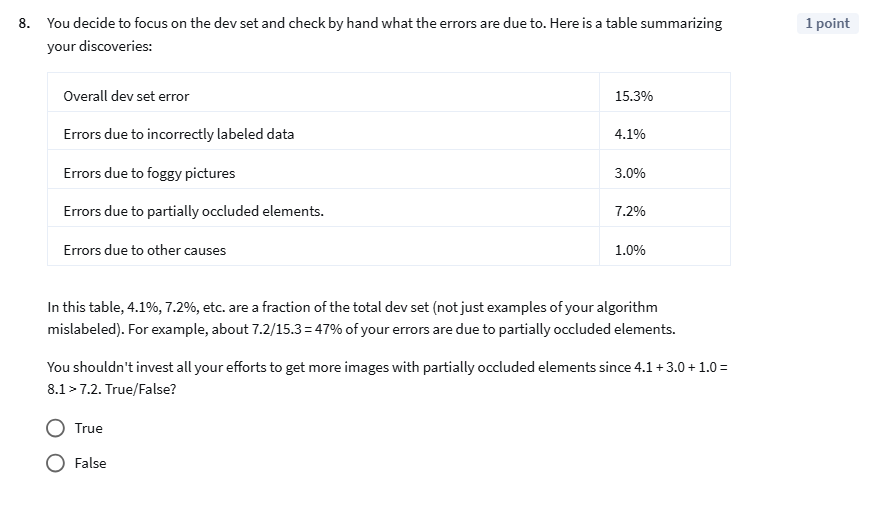 8. You decide to focus on the dev set and check by hand what the errors are due to. Here is a table summarizing 1 point
your discoveries:
Overall dev set error 15.3%
Errors due to incorrectly labeled data 4.1%
Errors due to foggy pictures 3.0%
Errors due to partially occluded elements. 7.2%
Errors due to other causes 1.0%
In this table, 4.1%, 7.2%, etc. are a fraction of the total dev set (not just examples of your algorithm
mislabeled). For example, about 7.2/15.3 = 47% of your errors are due to partially occluded elements.
You shouldn't invest all your efforts to get more images with partially occluded elements since 4.1 + 3.0 + 1.0 =
8.1 > 7.2. True/False?
True
False